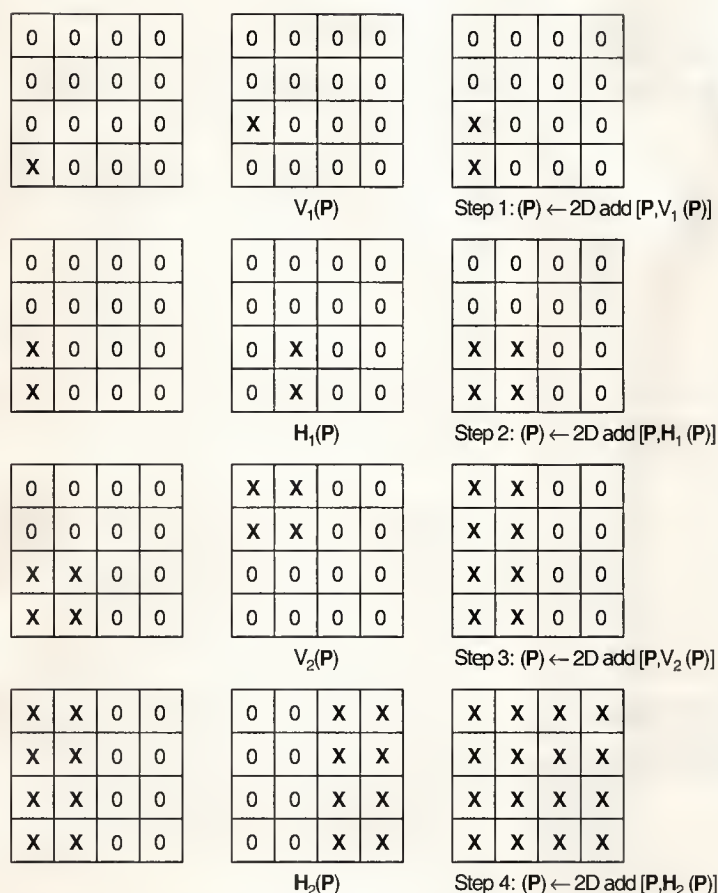 0 0 0 0 0 0 0 0 0 0 0 0
0 0 0 0 0 0 0 0 0 0 0 0
0 0 0 0 X 0 0 0 X 0 0 0
X 0 0 0 0 0 0 0 X 0 0 0
V₁(P) Step 1: (P) ← 2D add [P,V₁ (P)]
0 0 0 0 0 0 0 0 0 0 0 0
0 0 0 0 0 0 0 0 0 0 0 0
X 0 0 0 0 X 0 0 X X 0 0
X 0 0 0 0 X 0 0 X X 0 0
H₁(P) Step 2: (P) ← 2D add [P,H₁ (P)]
0 0 0 0 X X 0 0 X X 0 0
0 0 0 0 X X 0 0 X X 0 0
X X 0 0 0 0 0 0 X X 0 0
X X 0 0 0 0 0 0 X X 0 0
V₂(P) Step 3: (P) ← 2D add [P,V₂ (P)]
X X 0 0 0 0 X X X X X X
X X 0 0 0 0 X X X X X X
X X 0 0 0 0 X X X X X X
X X 0 0 0 0 X X X X X X
H₂(P) Step 4: (P) ← 2D add [P,H₂ (P)]